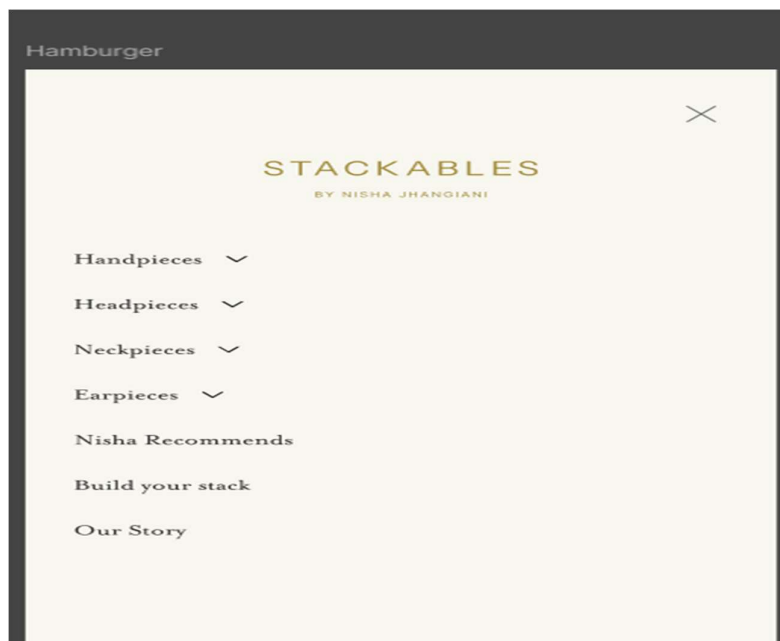 Hamburger
STACKABLES
BY NISHA JHANGIANI
Handpieces
Headpieces
Neckpieces
Earpieces
Nisha Recommends
Build your stack
Our Story